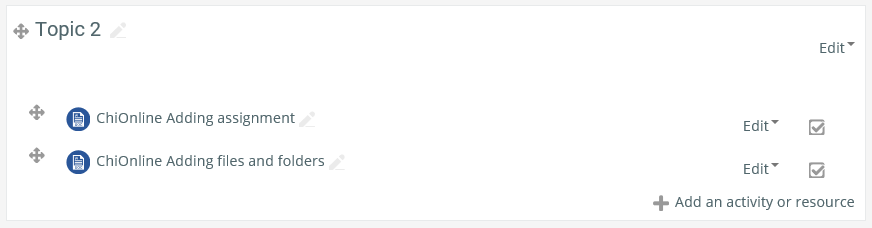 Topic 2
Edit
ChiOnline Adding assignment
Edit
ChiOnline Adding files and folders
Edit
Add an activity or resource